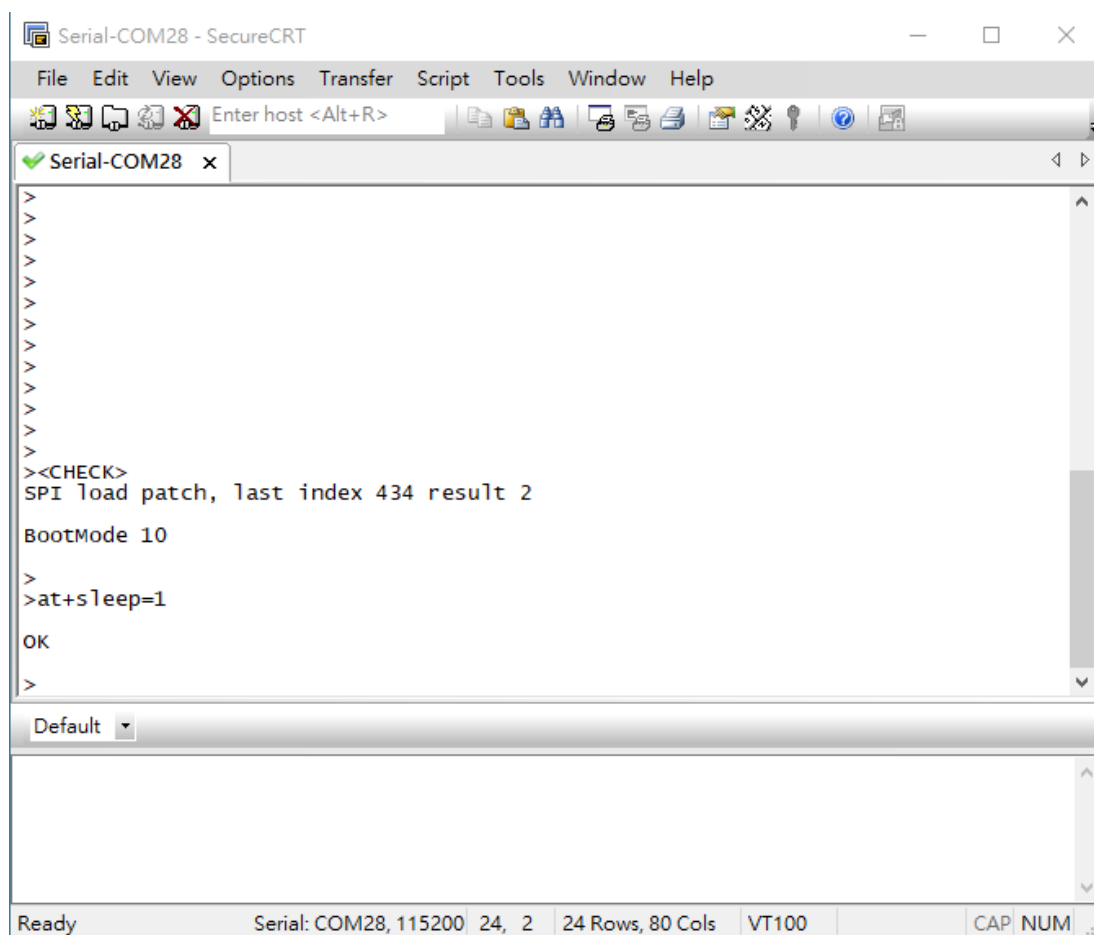 Serial-COM28 - SecureCRT
File Edit View Options Transfer Script Tools Window Help
Enter host <Alt+R>
Serial-COM28 x
>
>
>
>
>
>
>
>
>
>
>
>
>
><CHECK>
SPI load patch, last index 434 result 2
BootMode 10
>
>at+sleep=1
OK
>
Default
Ready Serial: COM28, 115200 24, 2 24 Rows, 80 Cols VT100 CAP NUM